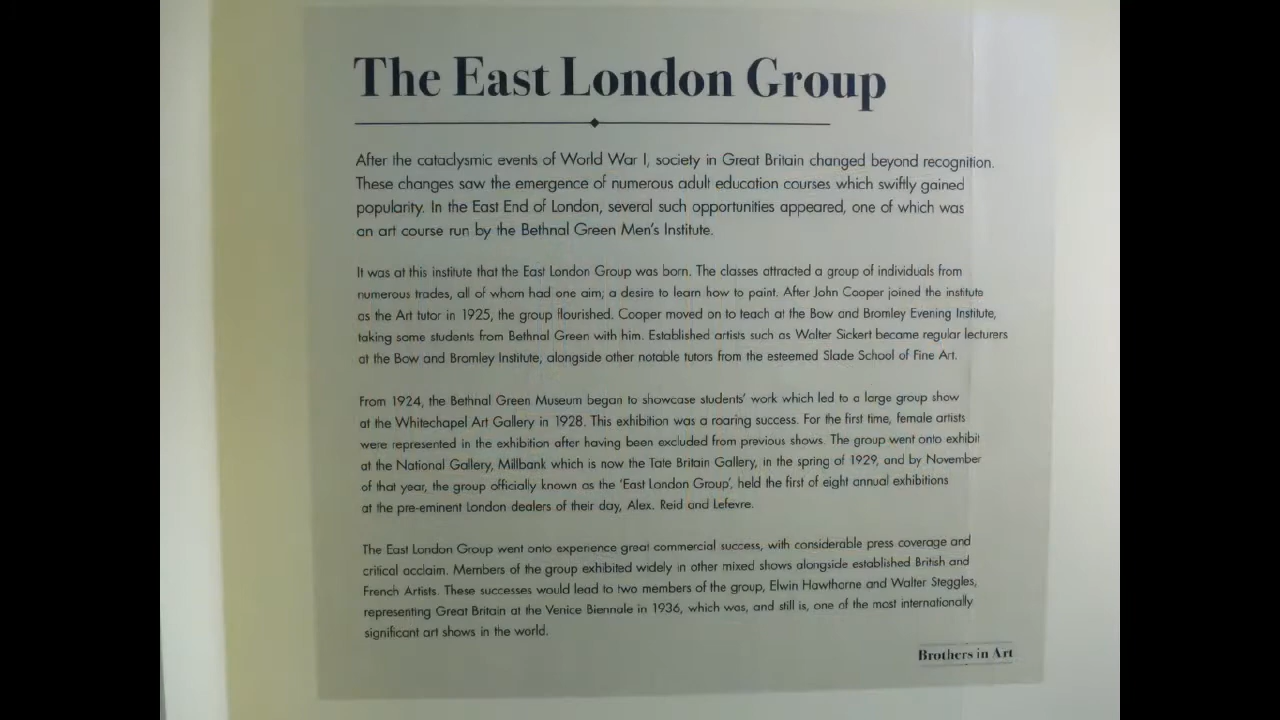 The East London Group
After the cataclysmic events of World War I, society in Great Britain changed beyond recognition.
These changes saw the emergence of numerous adult education courses which swiftly gained
popularity. In the East End of London, several such opportunities appeared, one of which was
an art course run by the Bethnal Green Men's Institute.
It was at this institute that the East London Group was born. The classes attracted a group of individuals from
numerous trades, all of whom had one aim; a desire to learn how to paint. After John Cooper joined the institute
as the Art tutor in 1925, the group flourished. Cooper moved on to teach at the Bow and Bromley Evening Institute,
taking some students from Bethnal Green with him. Established artists such as Walter Sickert became regular lecturers
at the Bow and Bromley Institute, alongside other notable tutors from the esteemed Slade School of Fine Art.
From 1924, the Bethnal Green Museum began to showcase students' work which led to a large group show
at the Whitechapel Art Gallery in 1928. This exhibition was a roaring success. For the first time, female artists
were represented in the exhibition after having been excluded from previous shows. The group went onto exhibit
at the National Gallery, Millbank which is now the Tate Britain Gallery, in the spring of 1929, and by November
of that year, the group officially known as the 'East London Group', held the first of eight annual exhibitions
at the pre-eminent London dealers of their day, Alex. Reid and Lefevre.
The East London Group went onto experience great commercial success, with considerable press coverage and
critical acclaim. Members of the group exhibited widely in other mixed shows alongside established British and
French Artists. These successes would lead to two members of the group, Elwin Hawthorne and Walter Steggles,
representing Great Britain at the Venice Biennale in 1936, which was, and still is, one of the most internationally
significant art shows in the world.
Brothers in Art